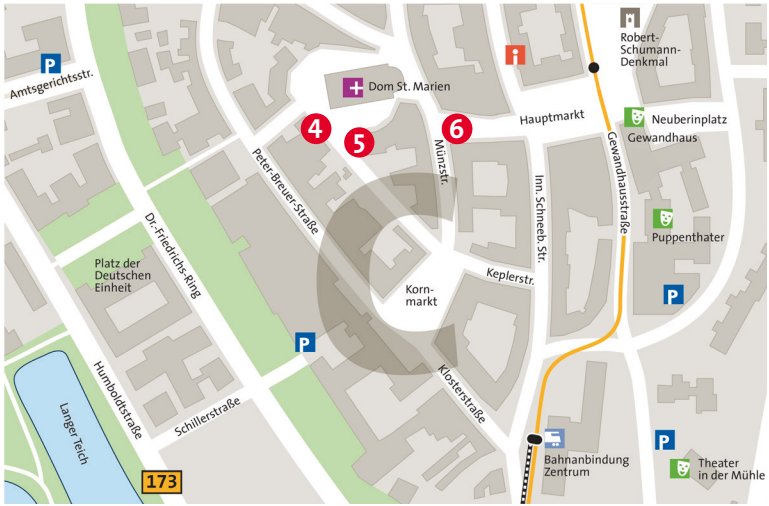 Robert-
Schumann-
Denkmal
P
i
Amtsgerichtsstr.
Dom St. Marien
4
5
6
Hauptmarkt
Neuberinplatz
Gewandhaus
Münzstr.
Peter-Breuer-Straße
Gewandhausstraße
Inn. Schneeb. Str.
C
Dr.-Friedrichs-Ring
Puppenthater
Platz der
Deutschen
Einheit
Keplerstr.
Korn-
markt
P
P
Humboldtstraße
Klosterstraße
Schillerstraße
Langer Teich
P
Bahnanbindung
Zentrum
Theater
in der Mühle
173